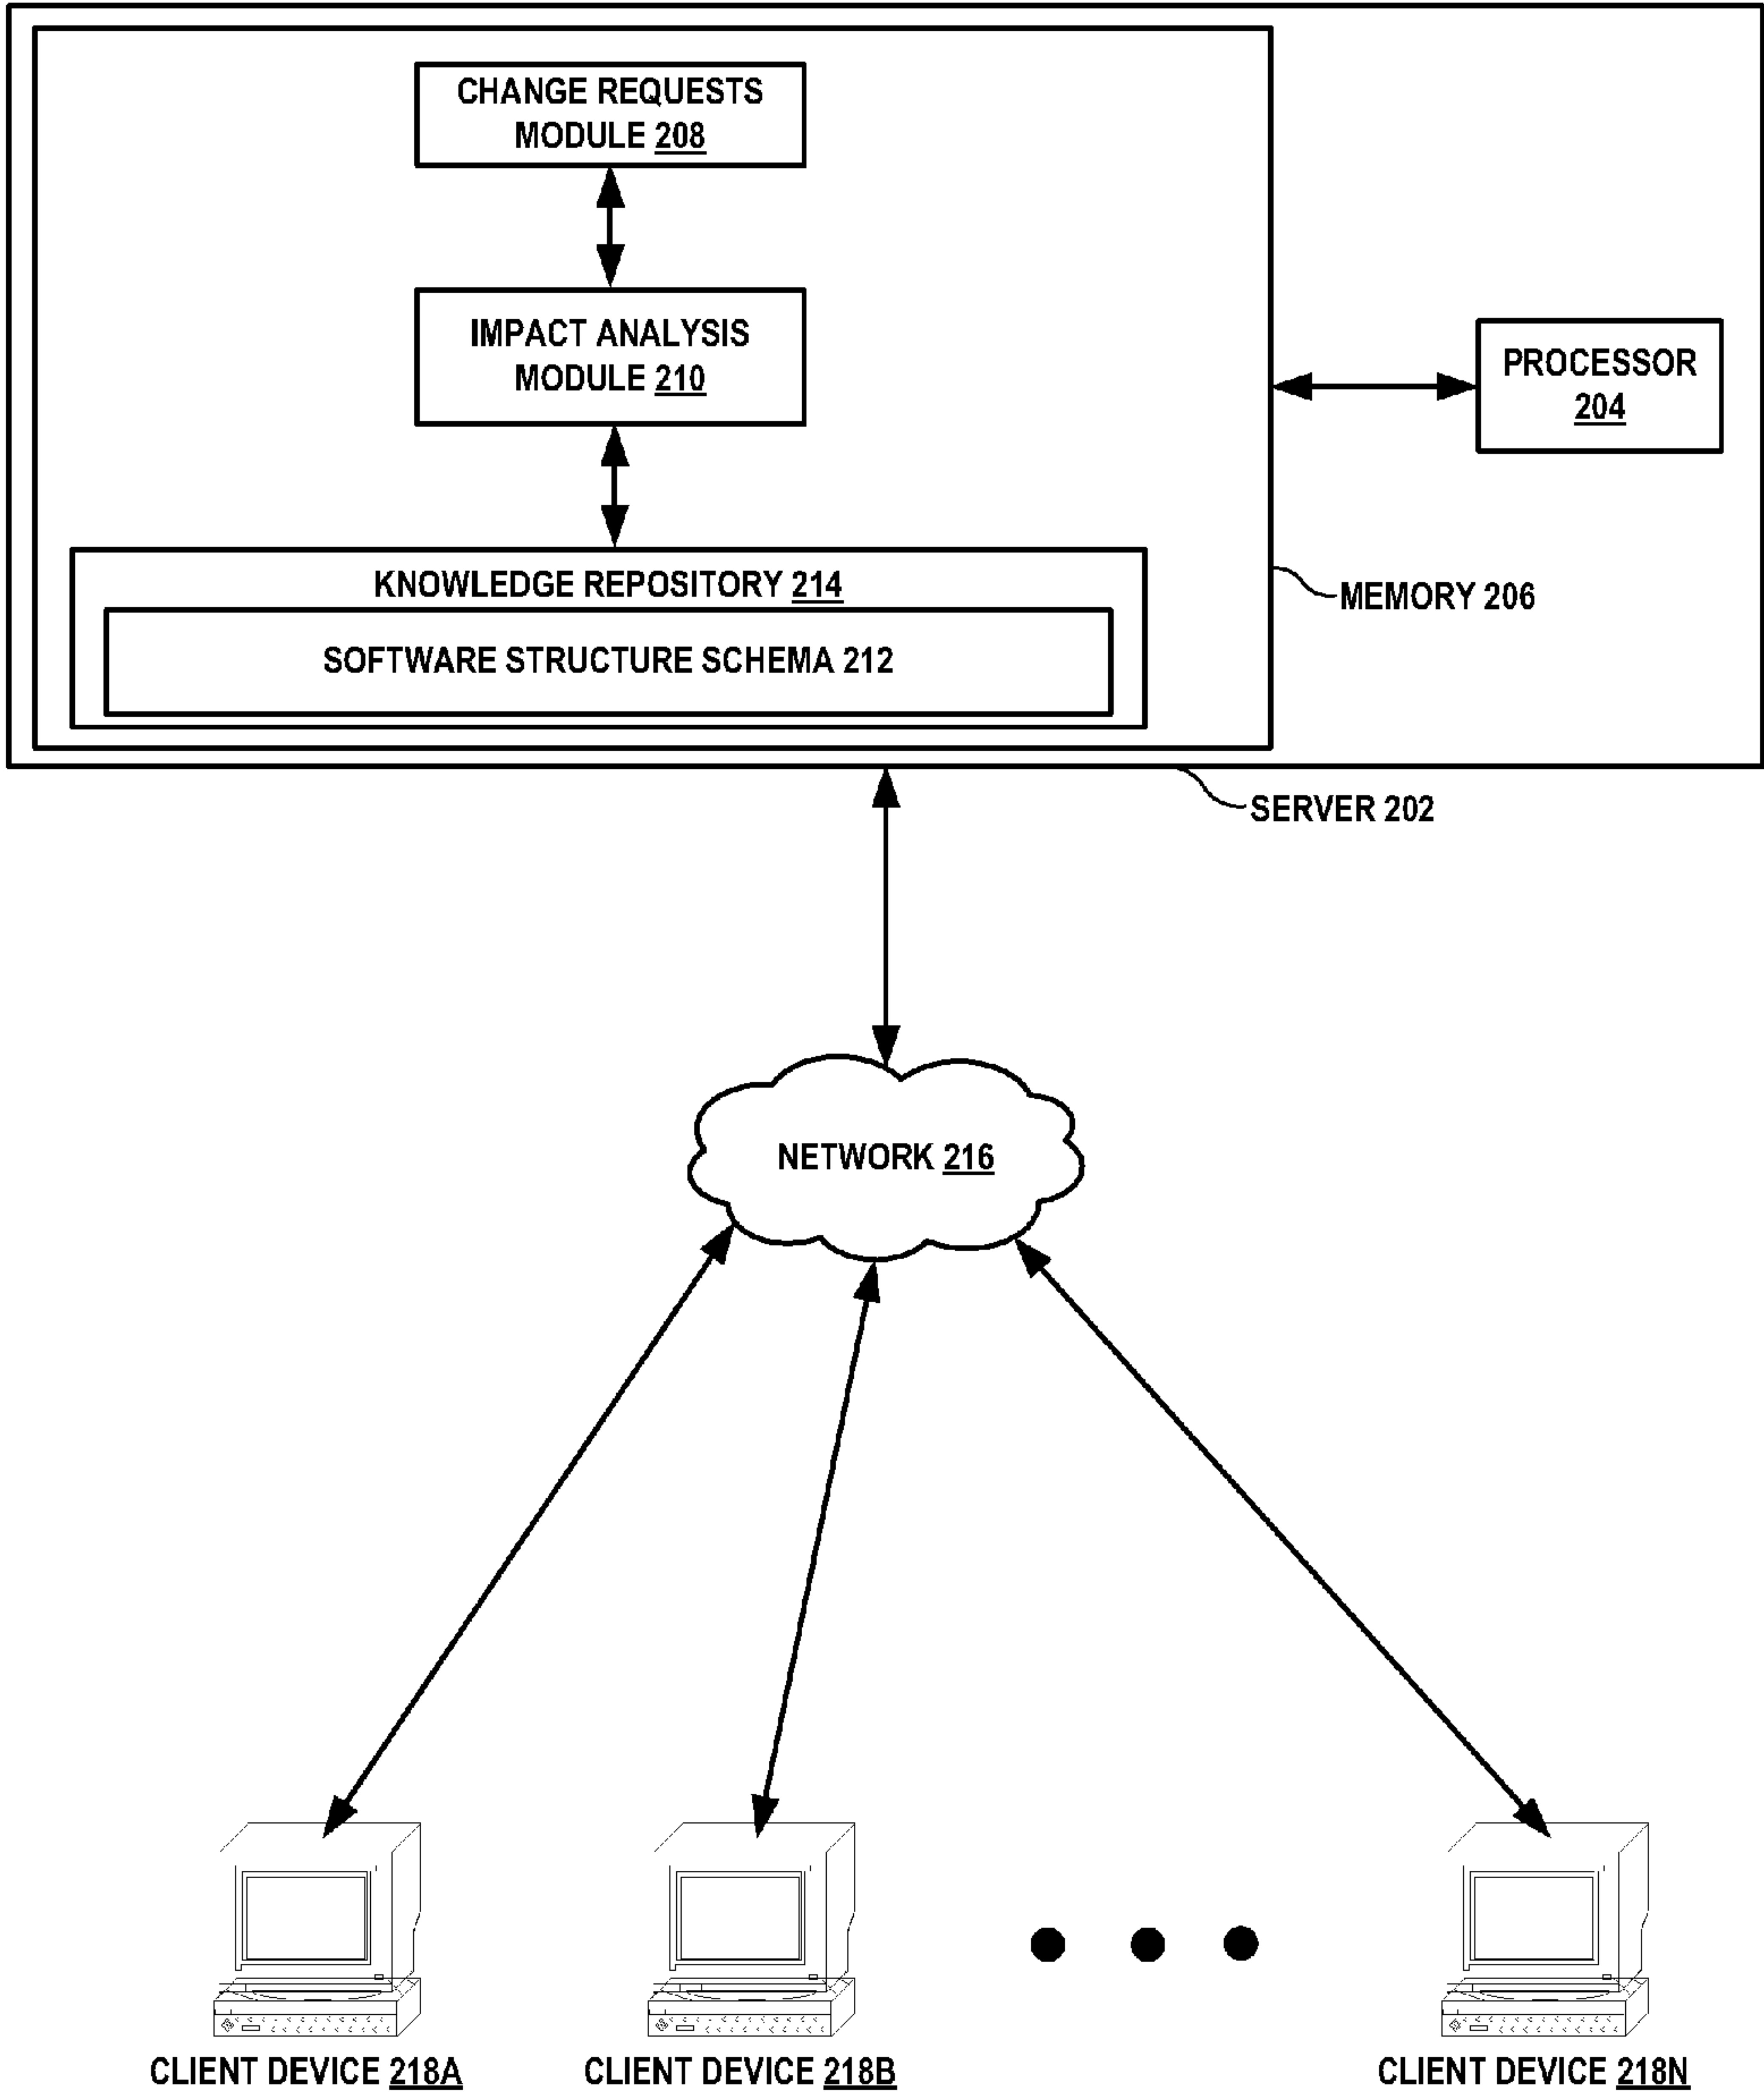 CHANGE REQUESTS
MODULE 208
IMPACT ANALYSIS
MODULE 210
PROCESSOR
204
KNOWLEDGE REPOSITORY 214
MEMORY 206
SOFTWARE STRUCTURE SCHEMA 212
SERVER 202
NETWORK 216
CLIENT DEVICE 218A
CLIENT DEVICE 218B
CLIENT DEVICE 218N